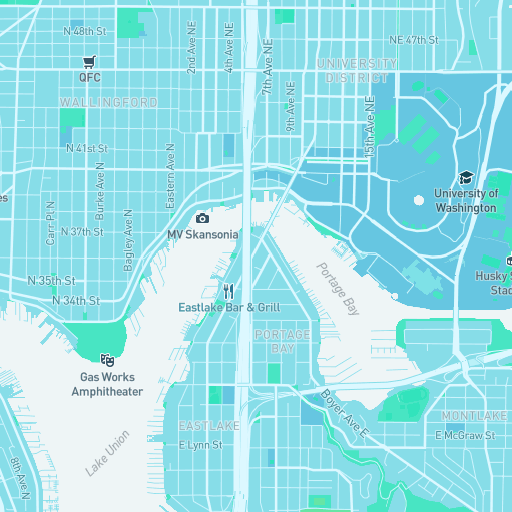 N 48th St
2nd Ave NE
4th Ave NE
7th Ave NE
9th Ave NE
NE 47th St
UNIVERSITY
DISTRICT
QFC
WALLINGFORD
15th Ave NE
N 41st St
Eastern Ave N
Burke Ave N
University of
Washington
Carr Pl N
Bagley Ave N
N 37th St
MV Skansonia
Portage Bay
Husky S
Stad
N 35th St
N 34th St
Eastlake Bar & Grill
PORTAGE
BAY
Gas Works
Amphitheater
Boyer Ave E
MONTLAKE
EASTLAKE
E McGraw St
E Lynn St
Lake Union
8th Ave N